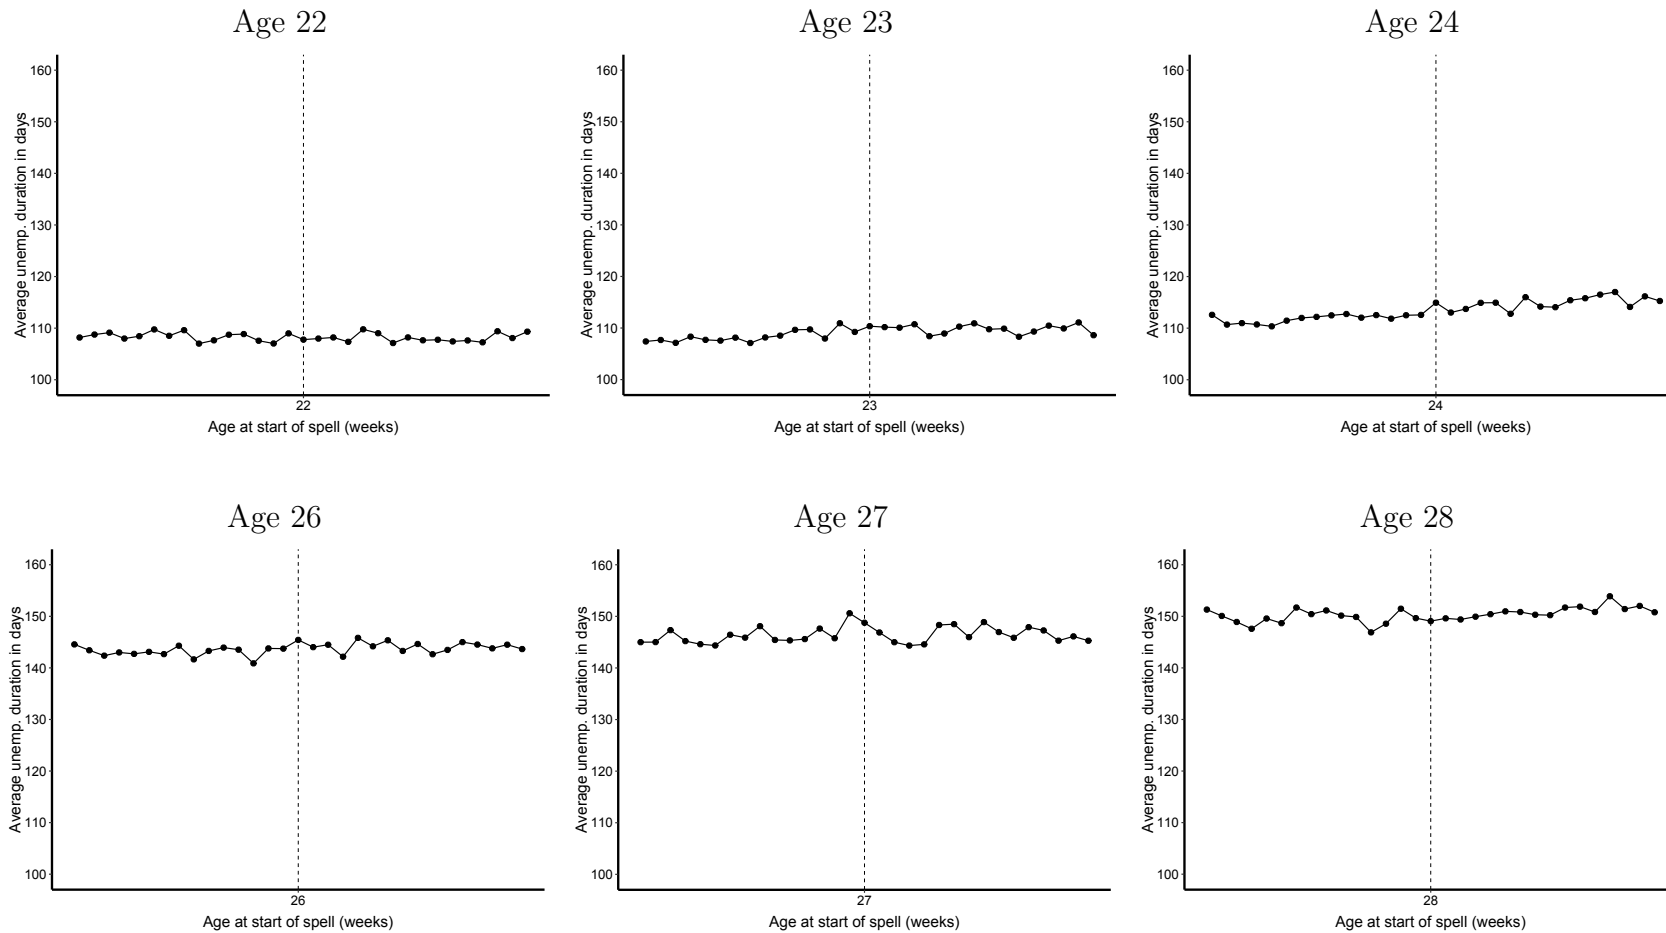 Age 22
Age 23
Age 24
Average unemp. duration in days
160
150
140
130
120
110
100
22
Age at start of spell (weeks)
Average unemp. duration in days
160
150
140
130
120
110
100
23
Age at start of spell (weeks)
Average unemp. duration in days
160
150
140
130
120
110
100
24
Age at start of spell (weeks)
Age 26
Age 27
Age 28
Average unemp. duration in days
160
150
140
130
120
110
100
26
Age at start of spell (weeks)
Average unemp. duration in days
160
150
140
130
120
110
100
27
Age at start of spell (weeks)
Average unemp. duration in days
160
150
140
130
120
110
100
28
Age at start of spell (weeks)